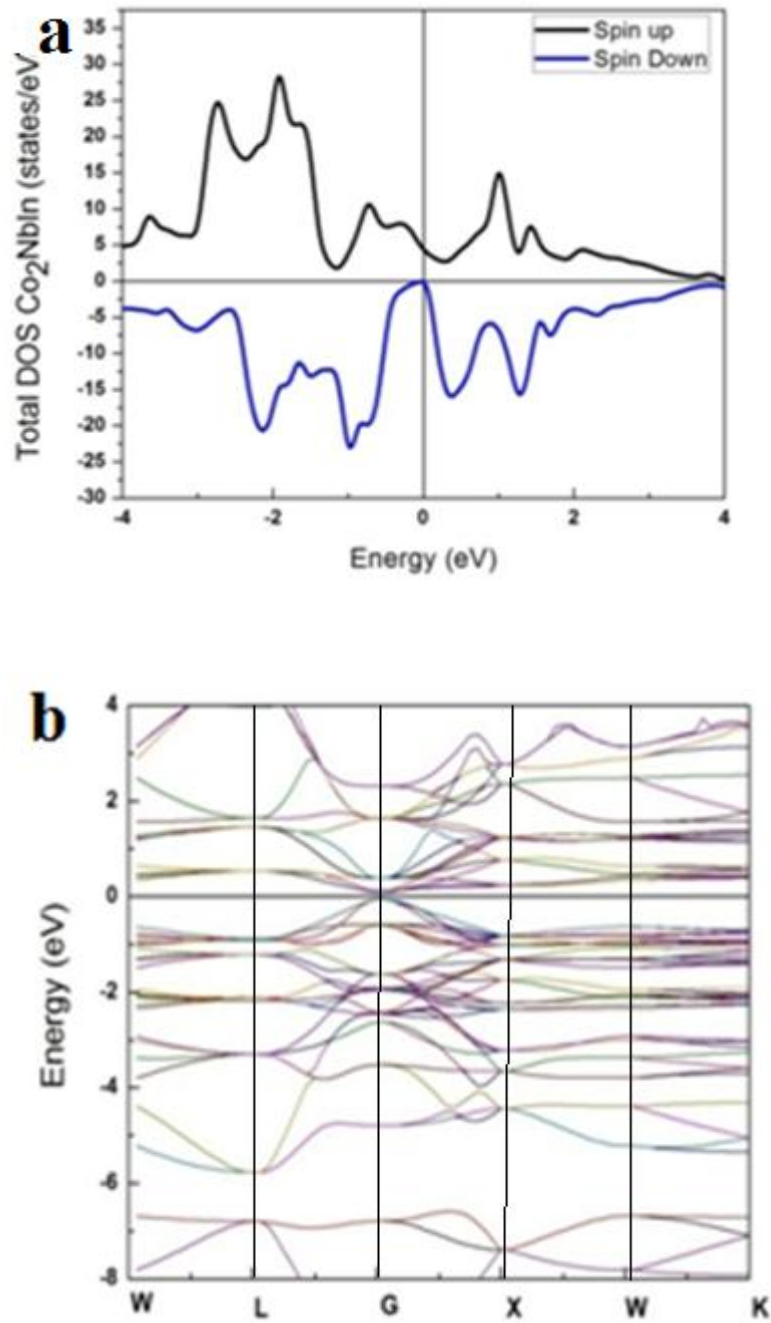 a
Spin up
Spin Down
Total DOS Co2NbIn (states/eV
35
30
25
20
15
10
5
0
-5
-10
-15
-20
-25
-30
-4
-2
0
2
4
Energy (eV)
b
Energy (eV)
4
2
0
-2
-4
-6
-8
W
L
G
X
W
K